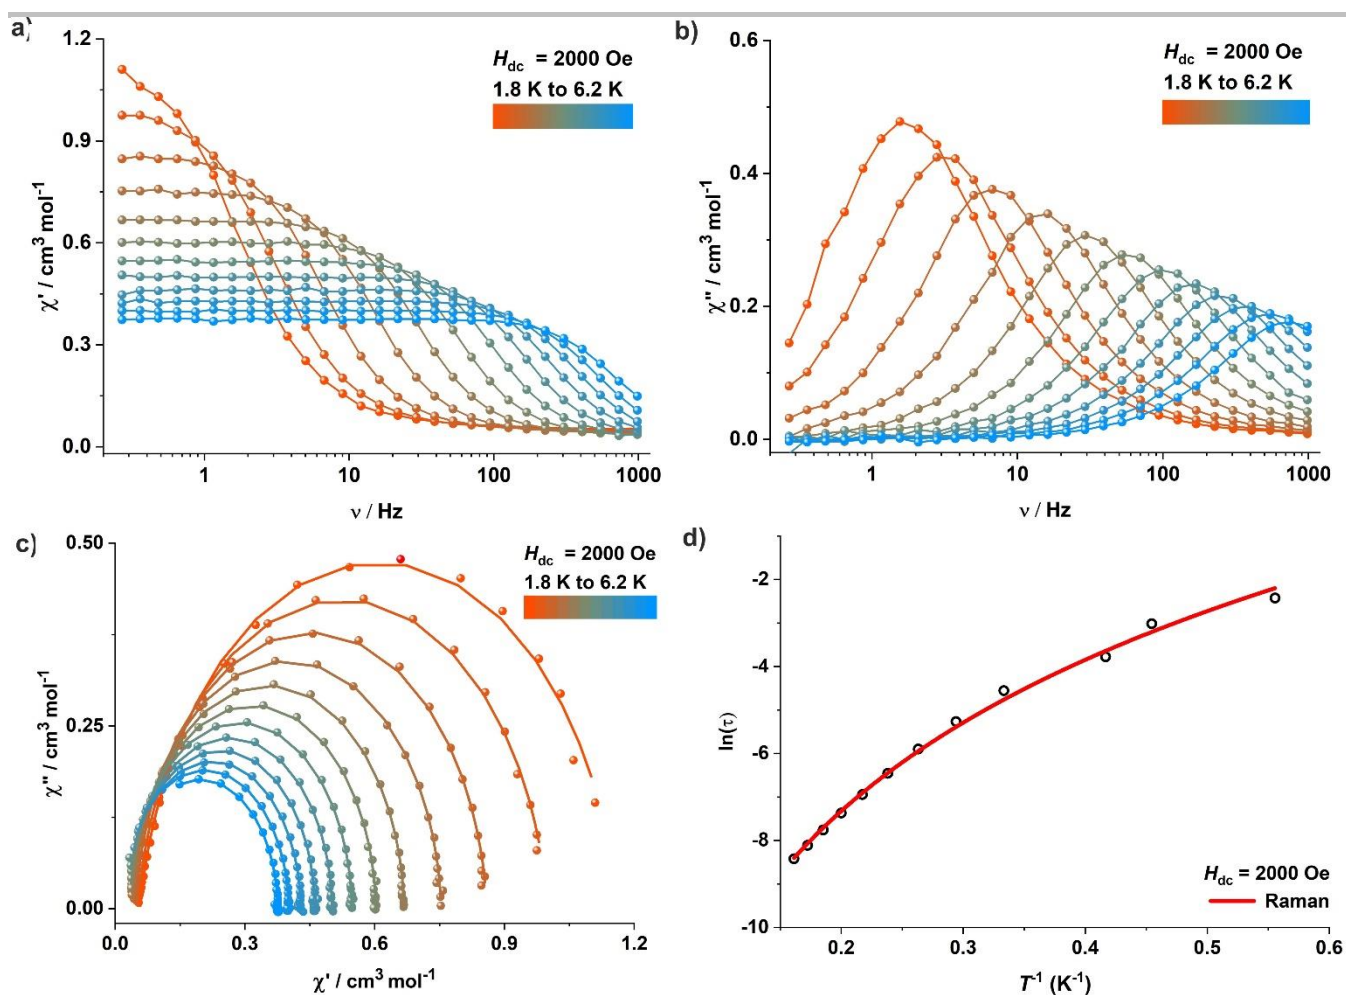 a)
1.2
0.9
0.6
0.3
0.0
χ' / cm³ mol⁻¹
H_dc = 2000 Oe
1.8 K to 6.2 K
1
10
100
1000
ν / Hz
b)
0.6
0.4
0.2
0.0
χ'' / cm³ mol⁻¹
H_dc = 2000 Oe
1.8 K to 6.2 K
1
10
100
1000
ν / Hz
c)
0.50
0.25
0.00
χ'' / cm³ mol⁻¹
H_dc = 2000 Oe
1.8 K to 6.2 K
0.0
0.3
0.6
0.9
1.2
χ' / cm³ mol⁻¹
d)
-2
-4
-6
-8
-10
ln(τ)
H_dc = 2000 Oe
Raman
0.2
0.3
0.4
0.5
0.6
T⁻¹ (K⁻¹)